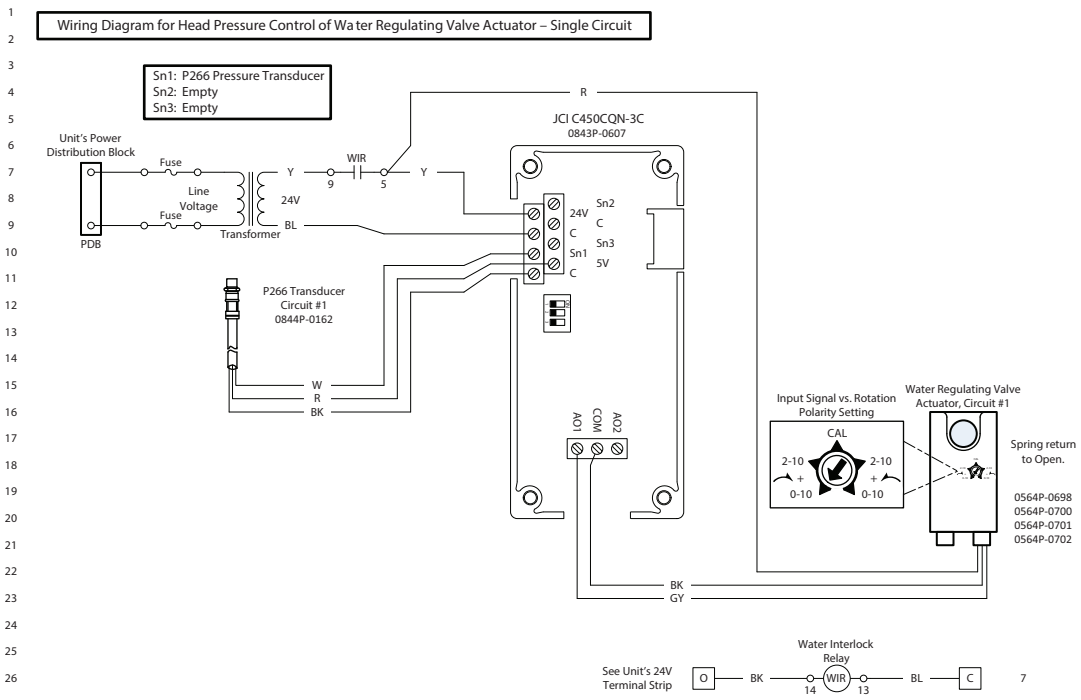 Wiring Diagram for Head Pressure Control of Water Regulating Valve Actuator – Single Circuit
1
2
3
4
5
6
7
8
9
10
11
12
13
14
15
16
17
18
19
20
21
22
23
24
25
26
Sn1: P266 Pressure Transducer
Sn2: Empty
Sn3: Empty
R
JCI C450CQN-3C
0843P-0607
Unit's Power
Distribution Block
Fuse
Line
Voltage
Fuse
PDB
Transformer
24V
Y
BL
WIR
9
5
Y
Sn2
24V
C
C
Sn3
Sn1
5V
C
P266 Transducer
Circuit #1
0844P-0162
W
R
BK
AO1
COM
AO2
Input Signal vs. Rotation
Polarity Setting
CAL
2-10
2-10
+
+
0-10
0-10
Water Regulating Valve
Actuator, Circuit #1
Spring return
to Open.
0564P-0698
0564P-0700
0564P-0701
0564P-0702
BK
GY
Water Interlock
Relay
See Unit's 24V
Terminal Strip
O
BK
14
WIR
13
BL
C
7